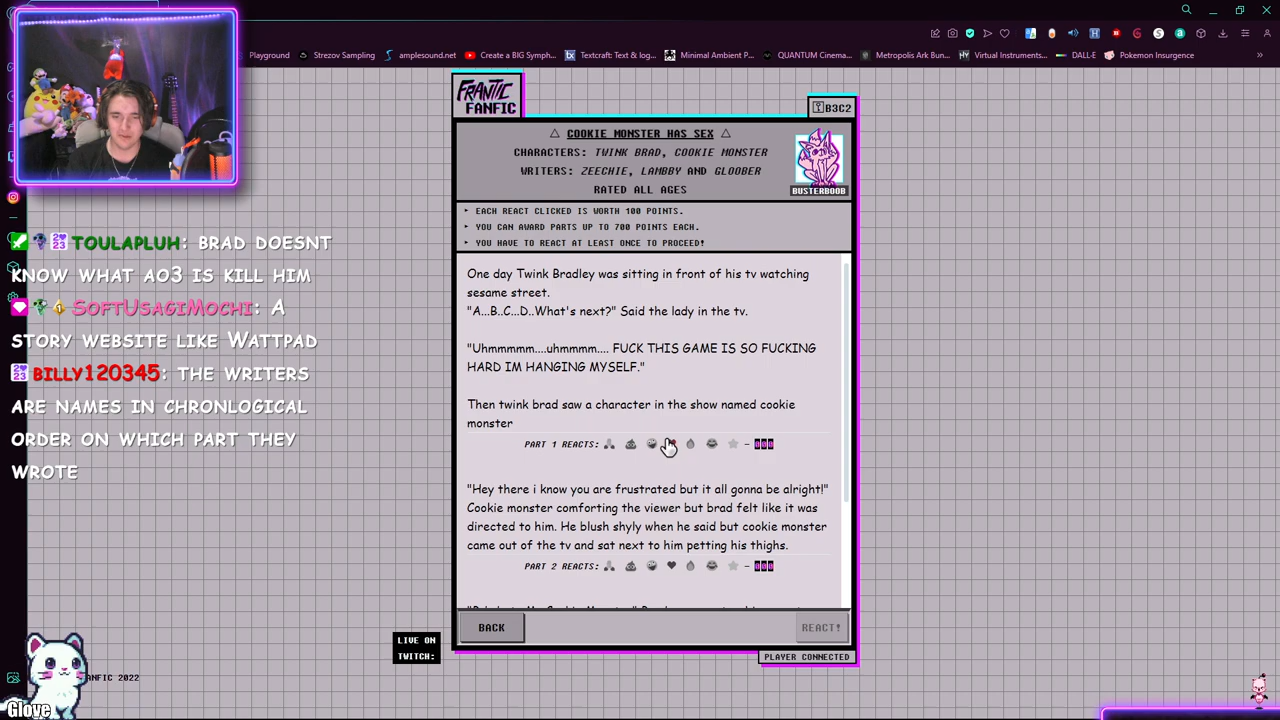 Playground
Strezov Sampling
amplesound.net
Create a BIG Symph...
Textcraft: Text & log...
Minimal Ambient P...
QUANTUM Cinema...
Metropolis Ark Bun...
Virtual Instruments...
DALL-E
Pokemon Insurgence
FRANTIC
FANFIC
B3C2
COOKIE MONSTER HAS SEX
CHARACTERS: TWINK BRAD, COOKIE MONSTER
WRITERS: ZEECHIE, LAMBBY AND GLOOBER
RATED ALL AGES
BUSTERBOOB
EACH REACT CLICKED IS WORTH 100 POINTS.
YOU CAN AWARD PARTS UP TO 700 POINTS EACH.
YOU HAVE TO REACT AT LEAST ONCE TO PROCEED!
One day Twink Bradley was sitting in front of his tv watching
sesame street.
"A...B..C...D..What's next?" Said the lady in the tv.
"Uhmmmmm....uhmmmm.... FUCK THIS GAME IS SO FUCKING
HARD IM HANGING MYSELF."
Then twink brad saw a character in the show named cookie
monster
PART 1 REACTS: - 000
"Hey there i know you are frustrated but it all gonna be alright!"
Cookie monster comforting the viewer but brad felt like it was
directed to him. He blush shyly when he said but cookie monster
came out of the tv and sat next to him petting his thighs.
PART 2 REACTS: - 000
BACK
REACT!
LIVE ON
TWITCH:
PLAYER CONNECTED
TOULAPLUH: BRAD DOESNT
KNOW WHAT AO3 IS KILL HIM
SOFTUSAGIMOCHI: A
STORY WEBSITE LIKE WATTPAD
BILLY120345: THE WRITERS
ARE NAMES IN CHRONLOGICAL
ORDER ON WHICH PART THEY
WROTE
FANFIC 2022
Glove